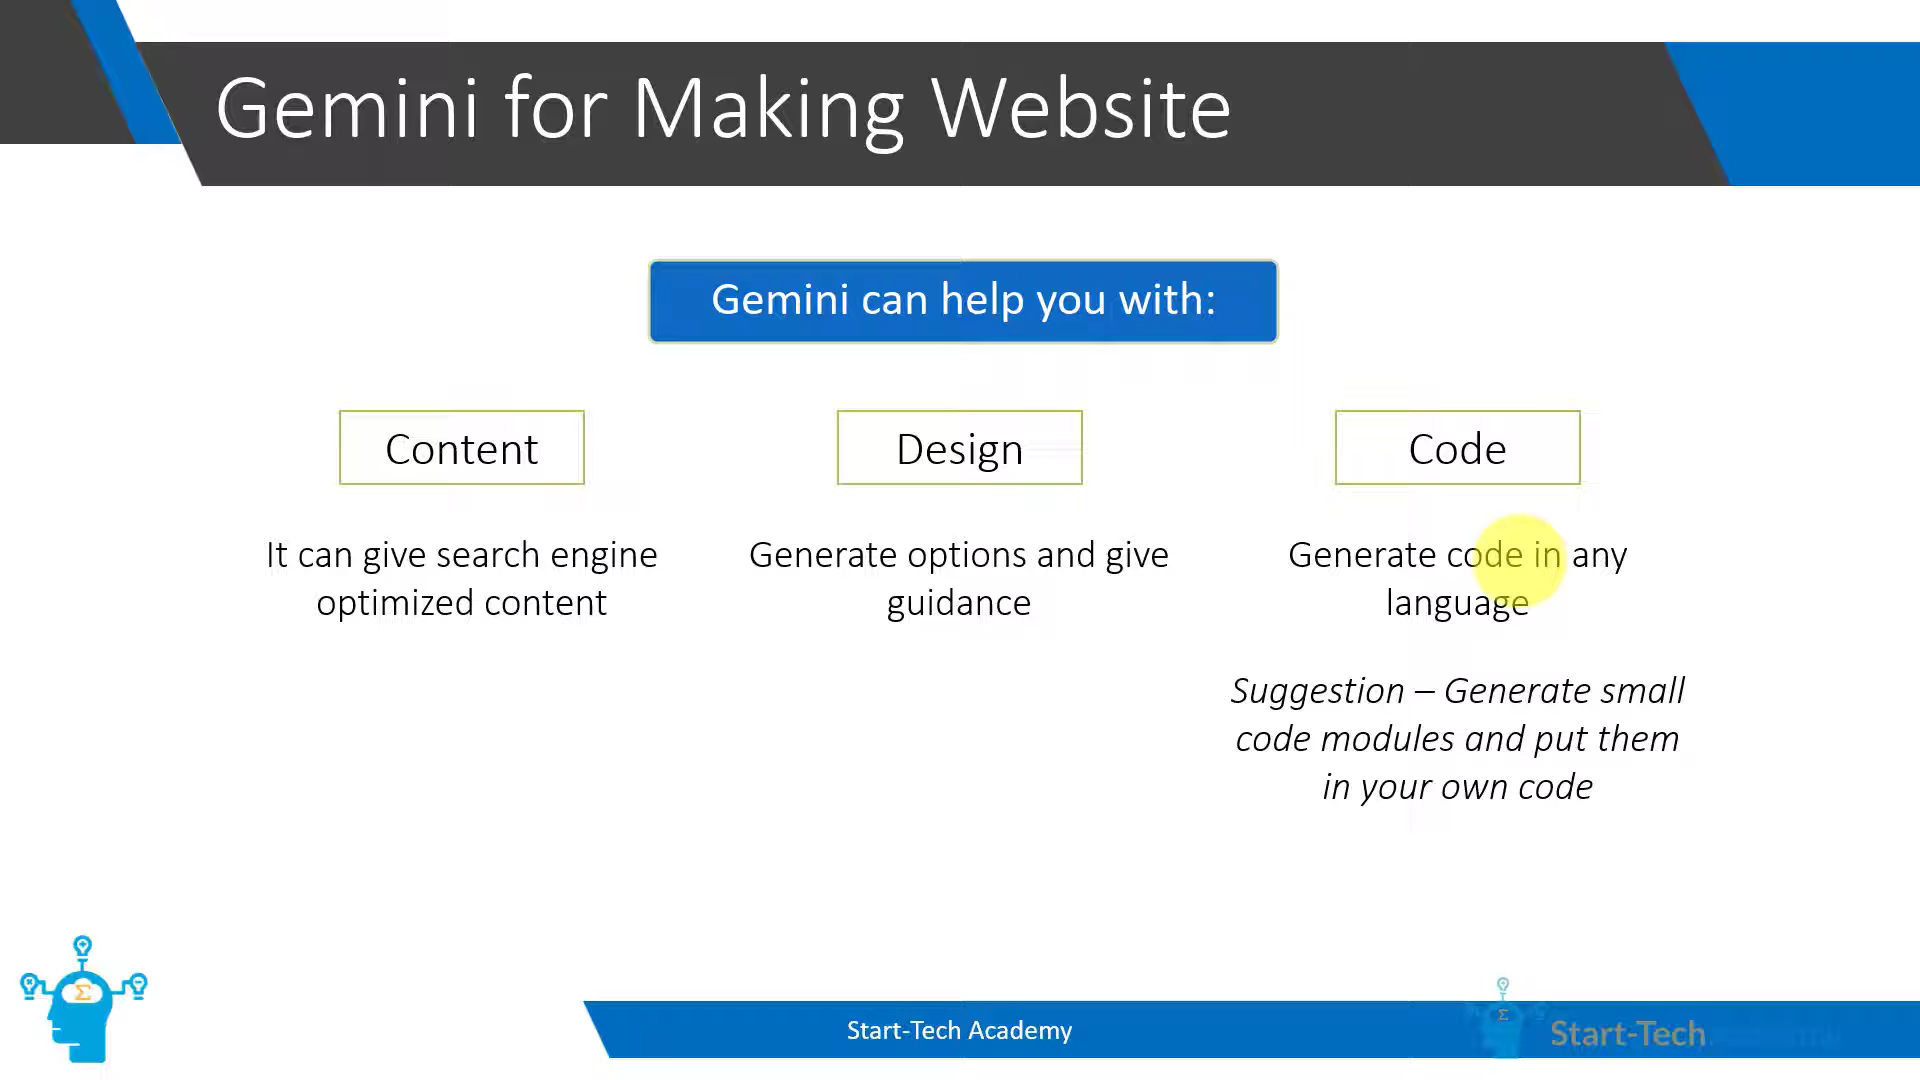 Gemini for Making Website
Gemini can help you with:
Content
Design
Code
It can give search engine
optimized content
Generate options and give
guidance
Generate code in any
language
Suggestion – Generate small
code modules and put them
in your own code
Σ
Start-Tech Academy
Σ
Start-Tech